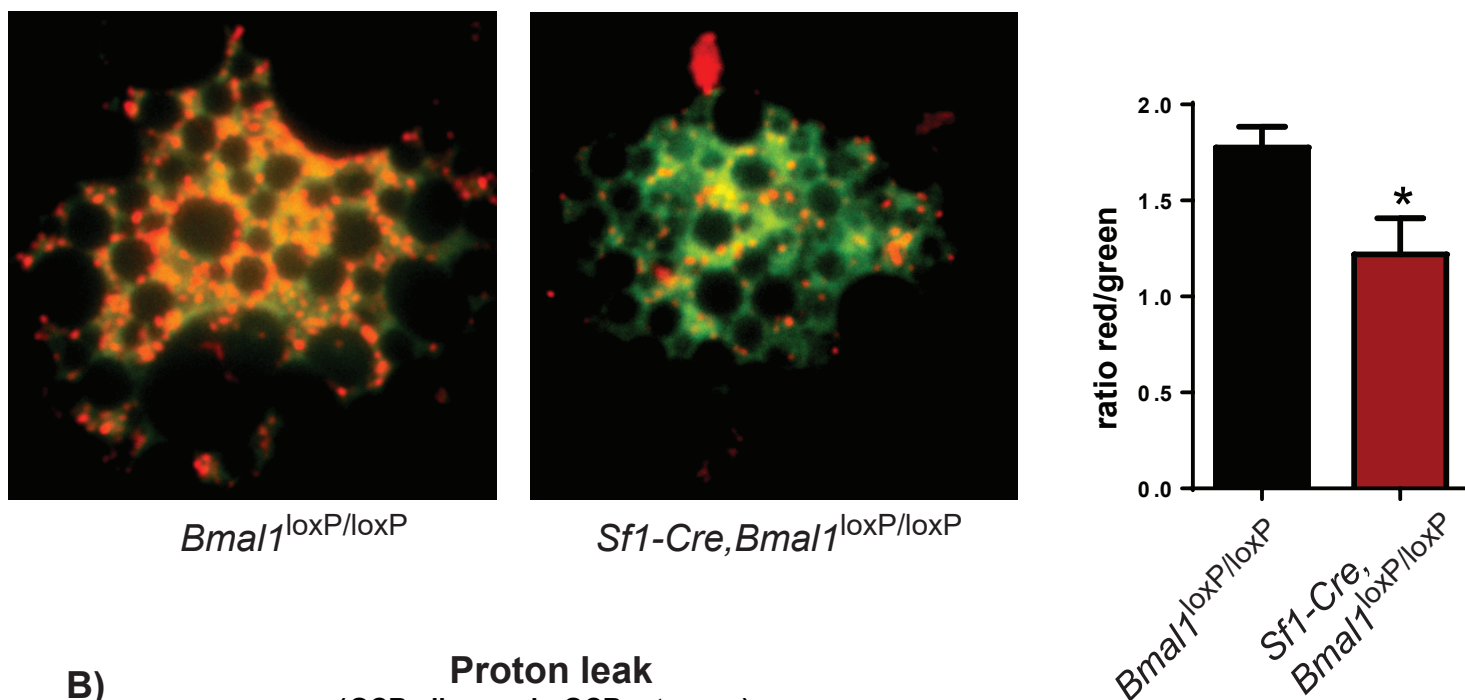 Bmal1loxP/loxP
Sf1-Cre,Bmal1loxP/loxP
2.0
1.5
1.0
0.5
0.0
ratio red/green
*
Bmal1loxP/loxP
Sf1-Cre,
Bmal1loxP/loxP
B)
Proton leak